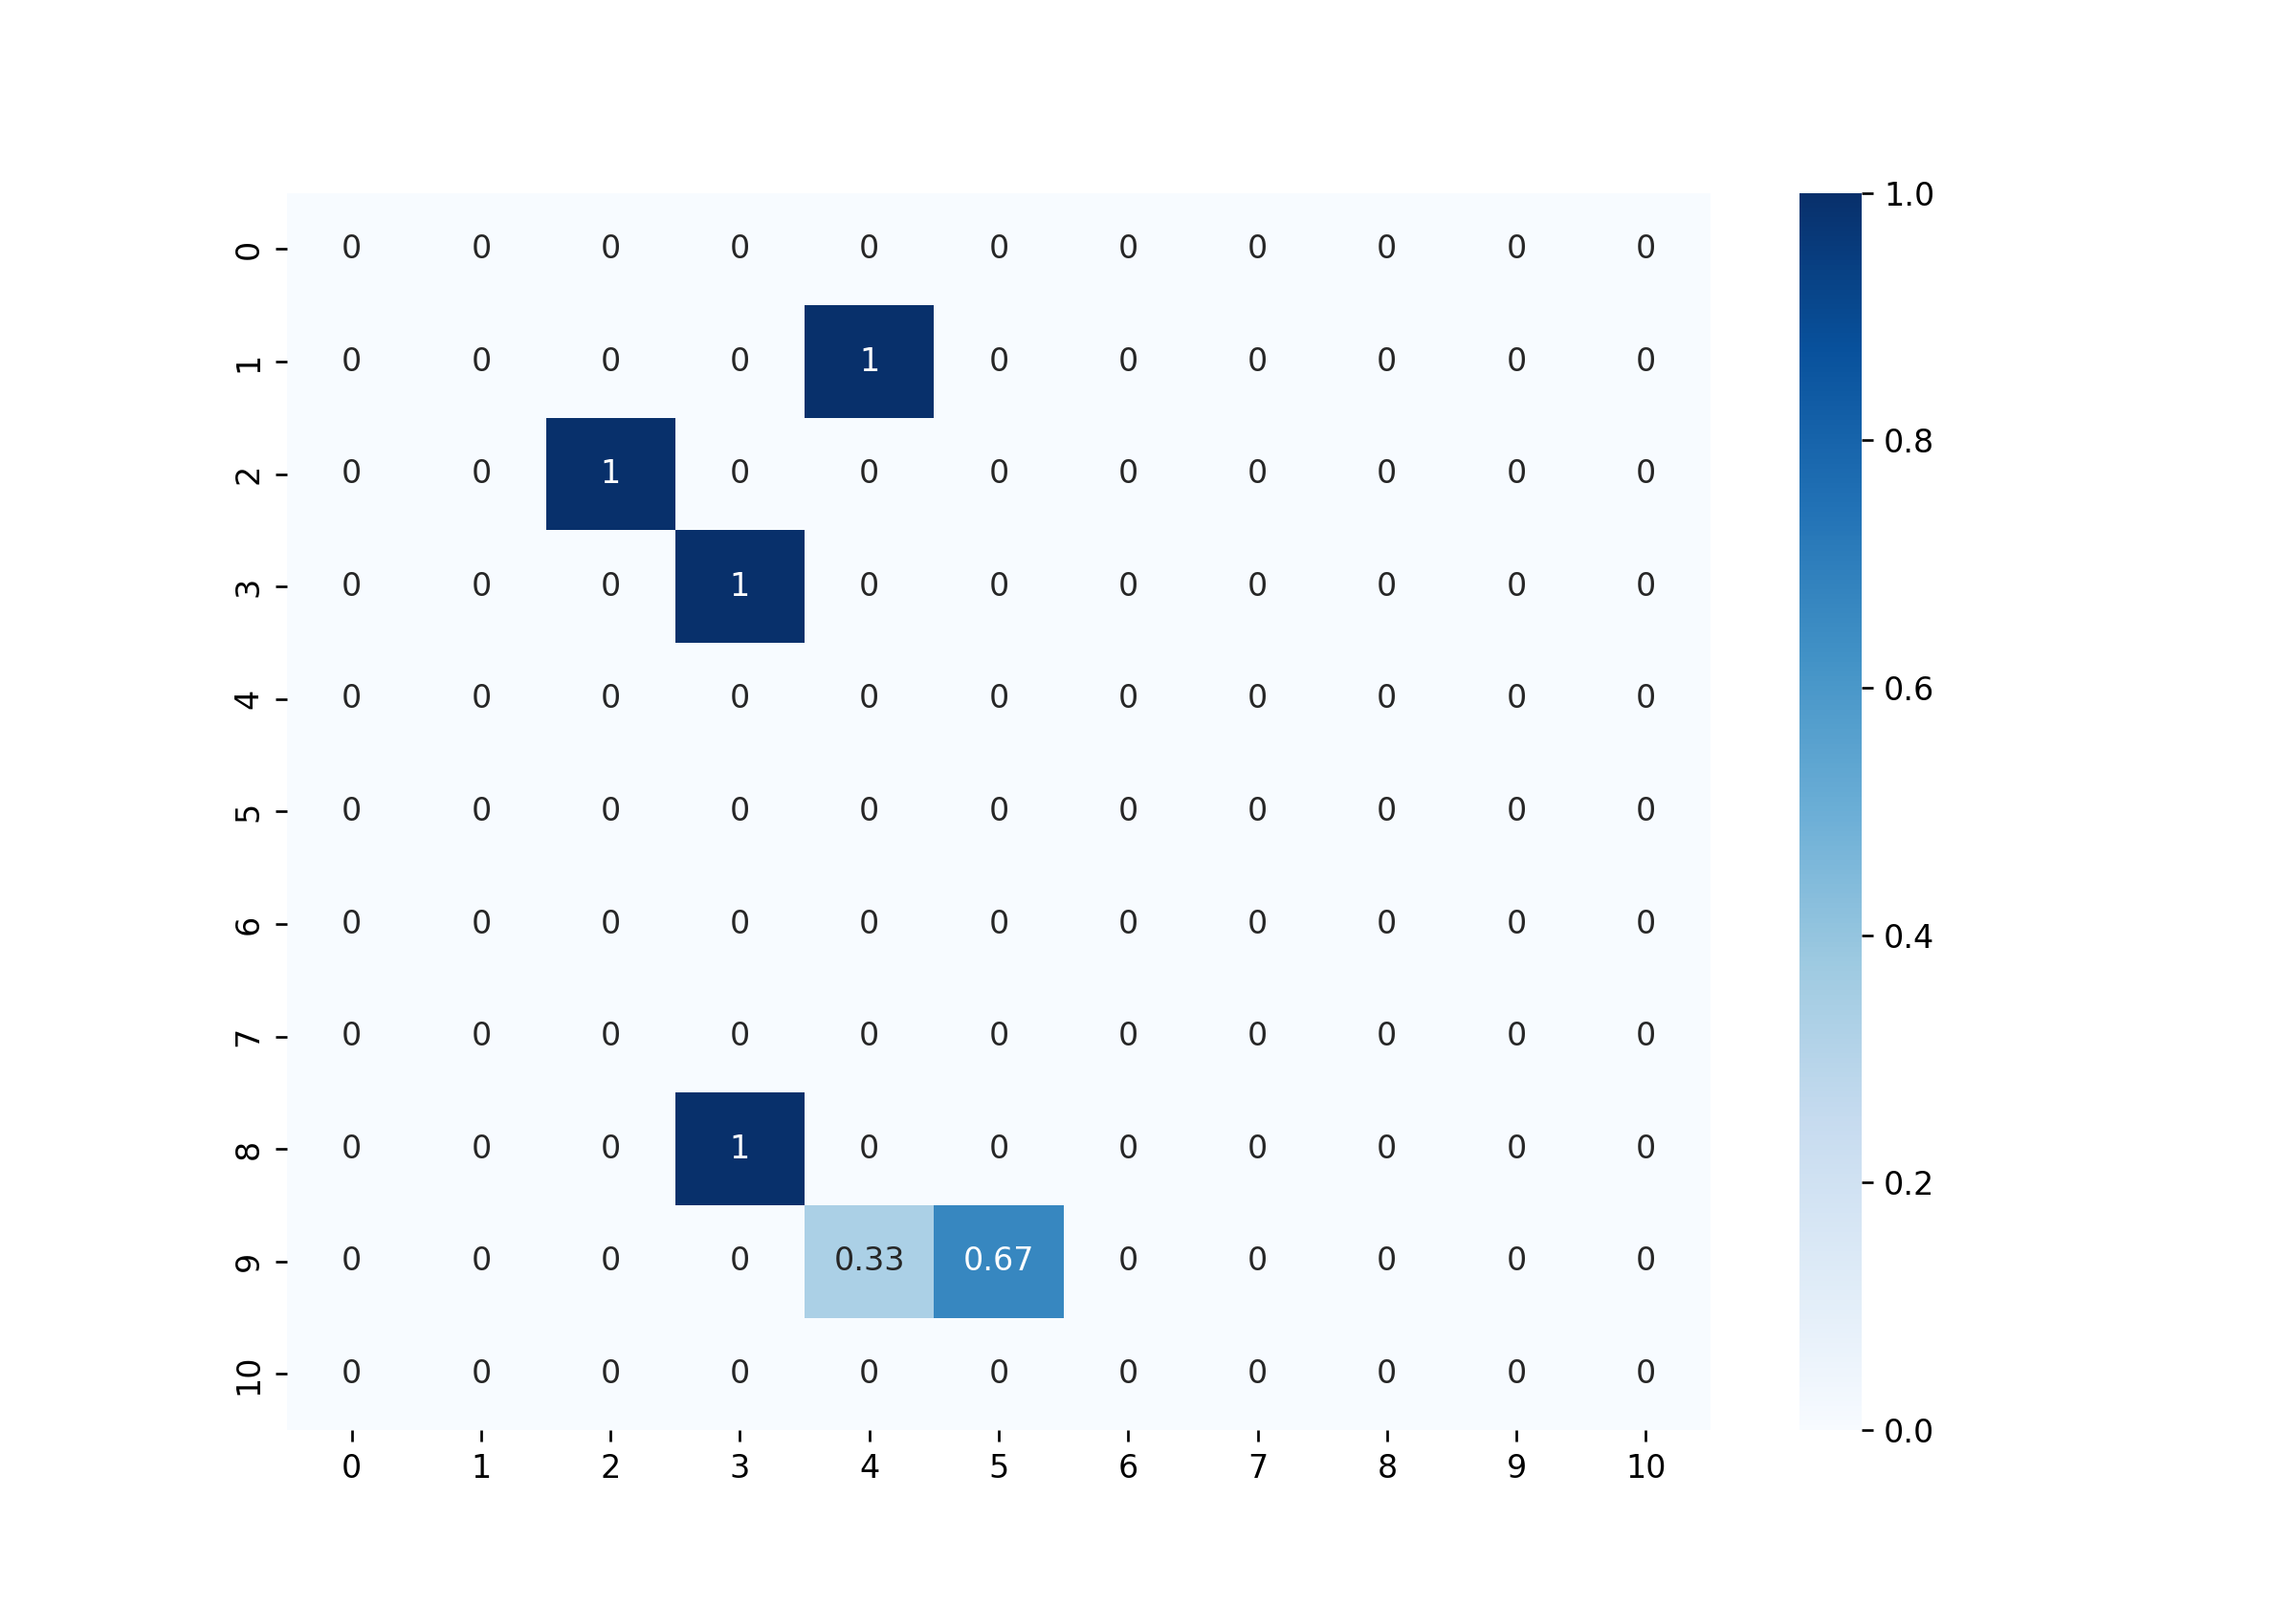 0 0 0 0 0 0 0 0 0 0 0 0
1 0 0 0 0 1 0 0 0 0 0 0
2 0 0 1 0 0 0 0 0 0 0 0
3 0 0 0 1 0 0 0 0 0 0 0
4 0 0 0 0 0 0 0 0 0 0 0
5 0 0 0 0 0 0 0 0 0 0 0
6 0 0 0 0 0 0 0 0 0 0 0
7 0 0 0 0 0 0 0 0 0 0 0
8 0 0 0 1 0 0 0 0 0 0 0
9 0 0 0 0 0.33 0.67 0 0 0 0 0
10 0 0 0 0 0 0 0 0 0 0 0
0 1 2 3 4 5 6 7 8 9 10
1.0
0.8
0.6
0.4
0.2
0.0